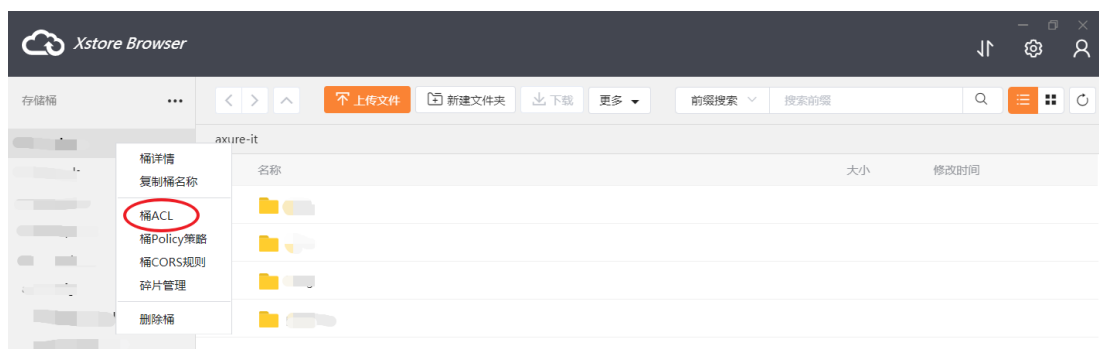 Xstore Browser
存储桶
上传文件 新建文件夹 下载 更多 前缀搜索 搜索前缀
axure-it
名称 大小 修改时间
桶详情
复制桶名称
桶ACL
桶Policy策略
桶CORS规则
碎片管理
删除桶